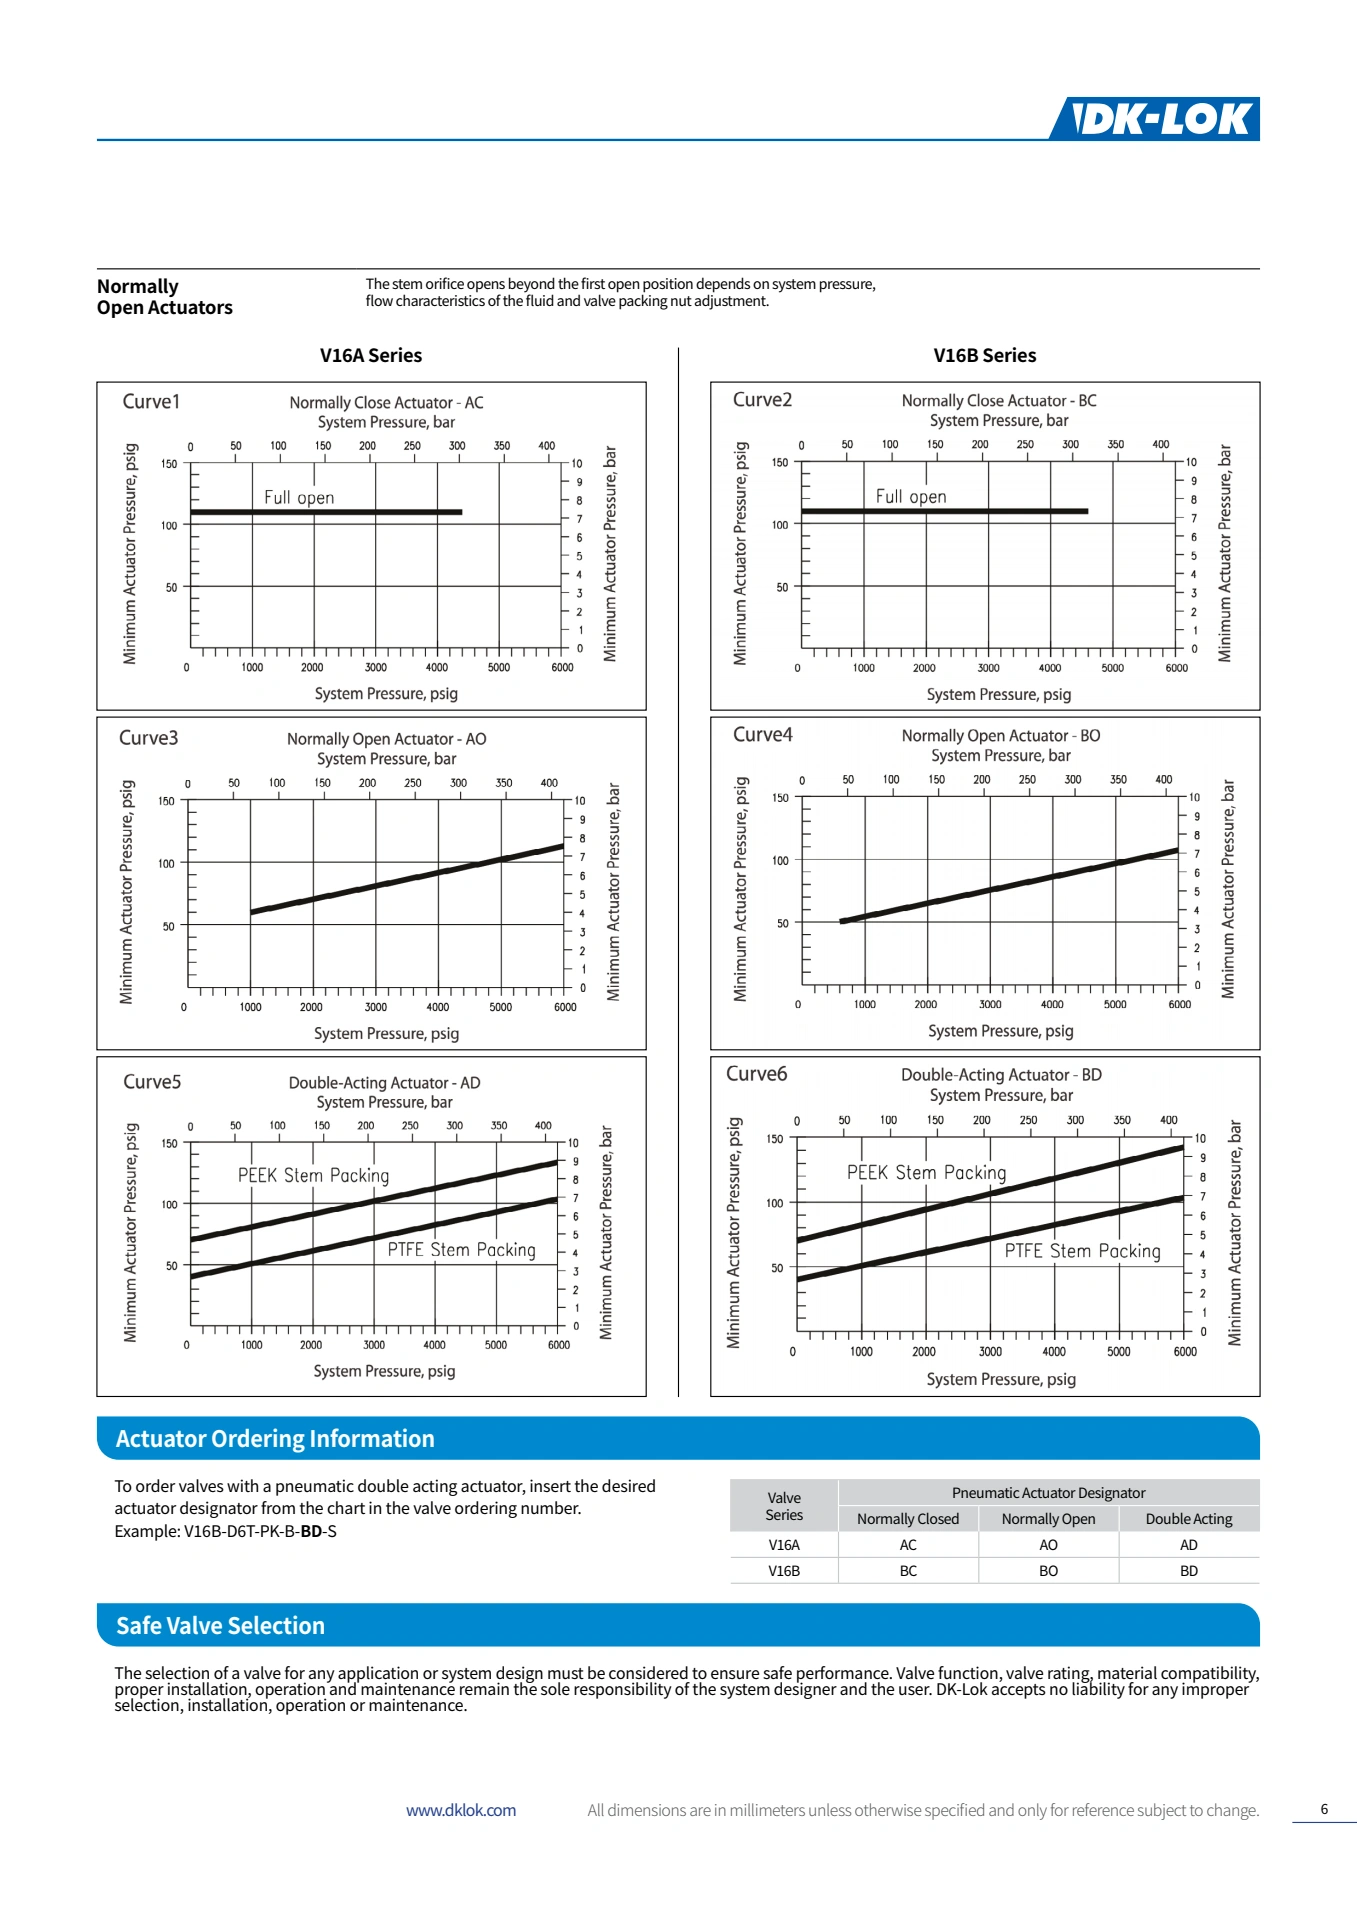 DK-LOK
Normally
Open Actuators
The stem orifice opens beyond the first open position depends on system pressure,
flow characteristics of the fluid and valve packing nut adjustment.
V16A Series
V16B Series
Curve1
Normally Close Actuator - AC
System Pressure, bar
0 50 100 150 200 250 300 350 400
Minimum Actuator Pressure, psig
150
100
50
Full open
10
9
8
7
6
5
4
3
2
1
0
Minimum Actuator Pressure, bar
0 1000 2000 3000 4000 5000 6000
System Pressure, psig
Curve2
Normally Close Actuator - BC
System Pressure, bar
0 50 100 150 200 250 300 350 400
Minimum Actuator Pressure, psig
150
100
50
Full open
10
9
8
7
6
5
4
3
2
1
0
Minimum Actuator Pressure, bar
0 1000 2000 3000 4000 5000 6000
System Pressure, psig
Curve3
Normally Open Actuator - AO
System Pressure, bar
0 50 100 150 200 250 300 350 400
Minimum Actuator Pressure, psig
150
100
50
10
9
8
7
6
5
4
3
2
1
0
Minimum Actuator Pressure, bar
0 1000 2000 3000 4000 5000 6000
System Pressure, psig
Curve4
Normally Open Actuator - BO
System Pressure, bar
0 50 100 150 200 250 300 350 400
Minimum Actuator Pressure, psig
150
100
50
10
9
8
7
6
5
4
3
2
1
0
Minimum Actuator Pressure, bar
0 1000 2000 3000 4000 5000 6000
System Pressure, psig
Curve5
Double-Acting Actuator - AD
System Pressure, bar
0 50 100 150 200 250 300 350 400
Minimum Actuator Pressure, psig
150
100
50
PEEK Stem Packing
PTFE Stem Packing
10
9
8
7
6
5
4
3
2
1
0
Minimum Actuator Pressure, bar
0 1000 2000 3000 4000 5000 6000
System Pressure, psig
Curve6
Double-Acting Actuator - BD
System Pressure, bar
0 50 100 150 200 250 300 350 400
Minimum Actuator Pressure, psig
150
100
50
PEEK Stem Packing
PTFE Stem Packing
10
9
8
7
6
5
4
3
2
1
0
Minimum Actuator Pressure, bar
0 1000 2000 3000 4000 5000 6000
System Pressure, psig
Actuator Ordering Information
To order valves with a pneumatic double acting actuator, insert the desired
actuator designator from the chart in the valve ordering number.
Example: V16B-D6T-PK-B-BD-S
Valve
Series
Pneumatic Actuator Designator
Normally Closed Normally Open Double Acting
V16A AC AO AD
V16B BC BO BD
Safe Valve Selection
The selection of a valve for any application or system design must be considered to ensure safe performance. Valve function, valve rating, material compatibility,
proper installation, operation and maintenance remain the sole responsibility of the system designer and the user. DK-Lok accepts no liability for any improper
selection, installation, operation or maintenance.
www.dklok.com
All dimensions are in millimeters unless otherwise specified and only for reference subject to change.
6